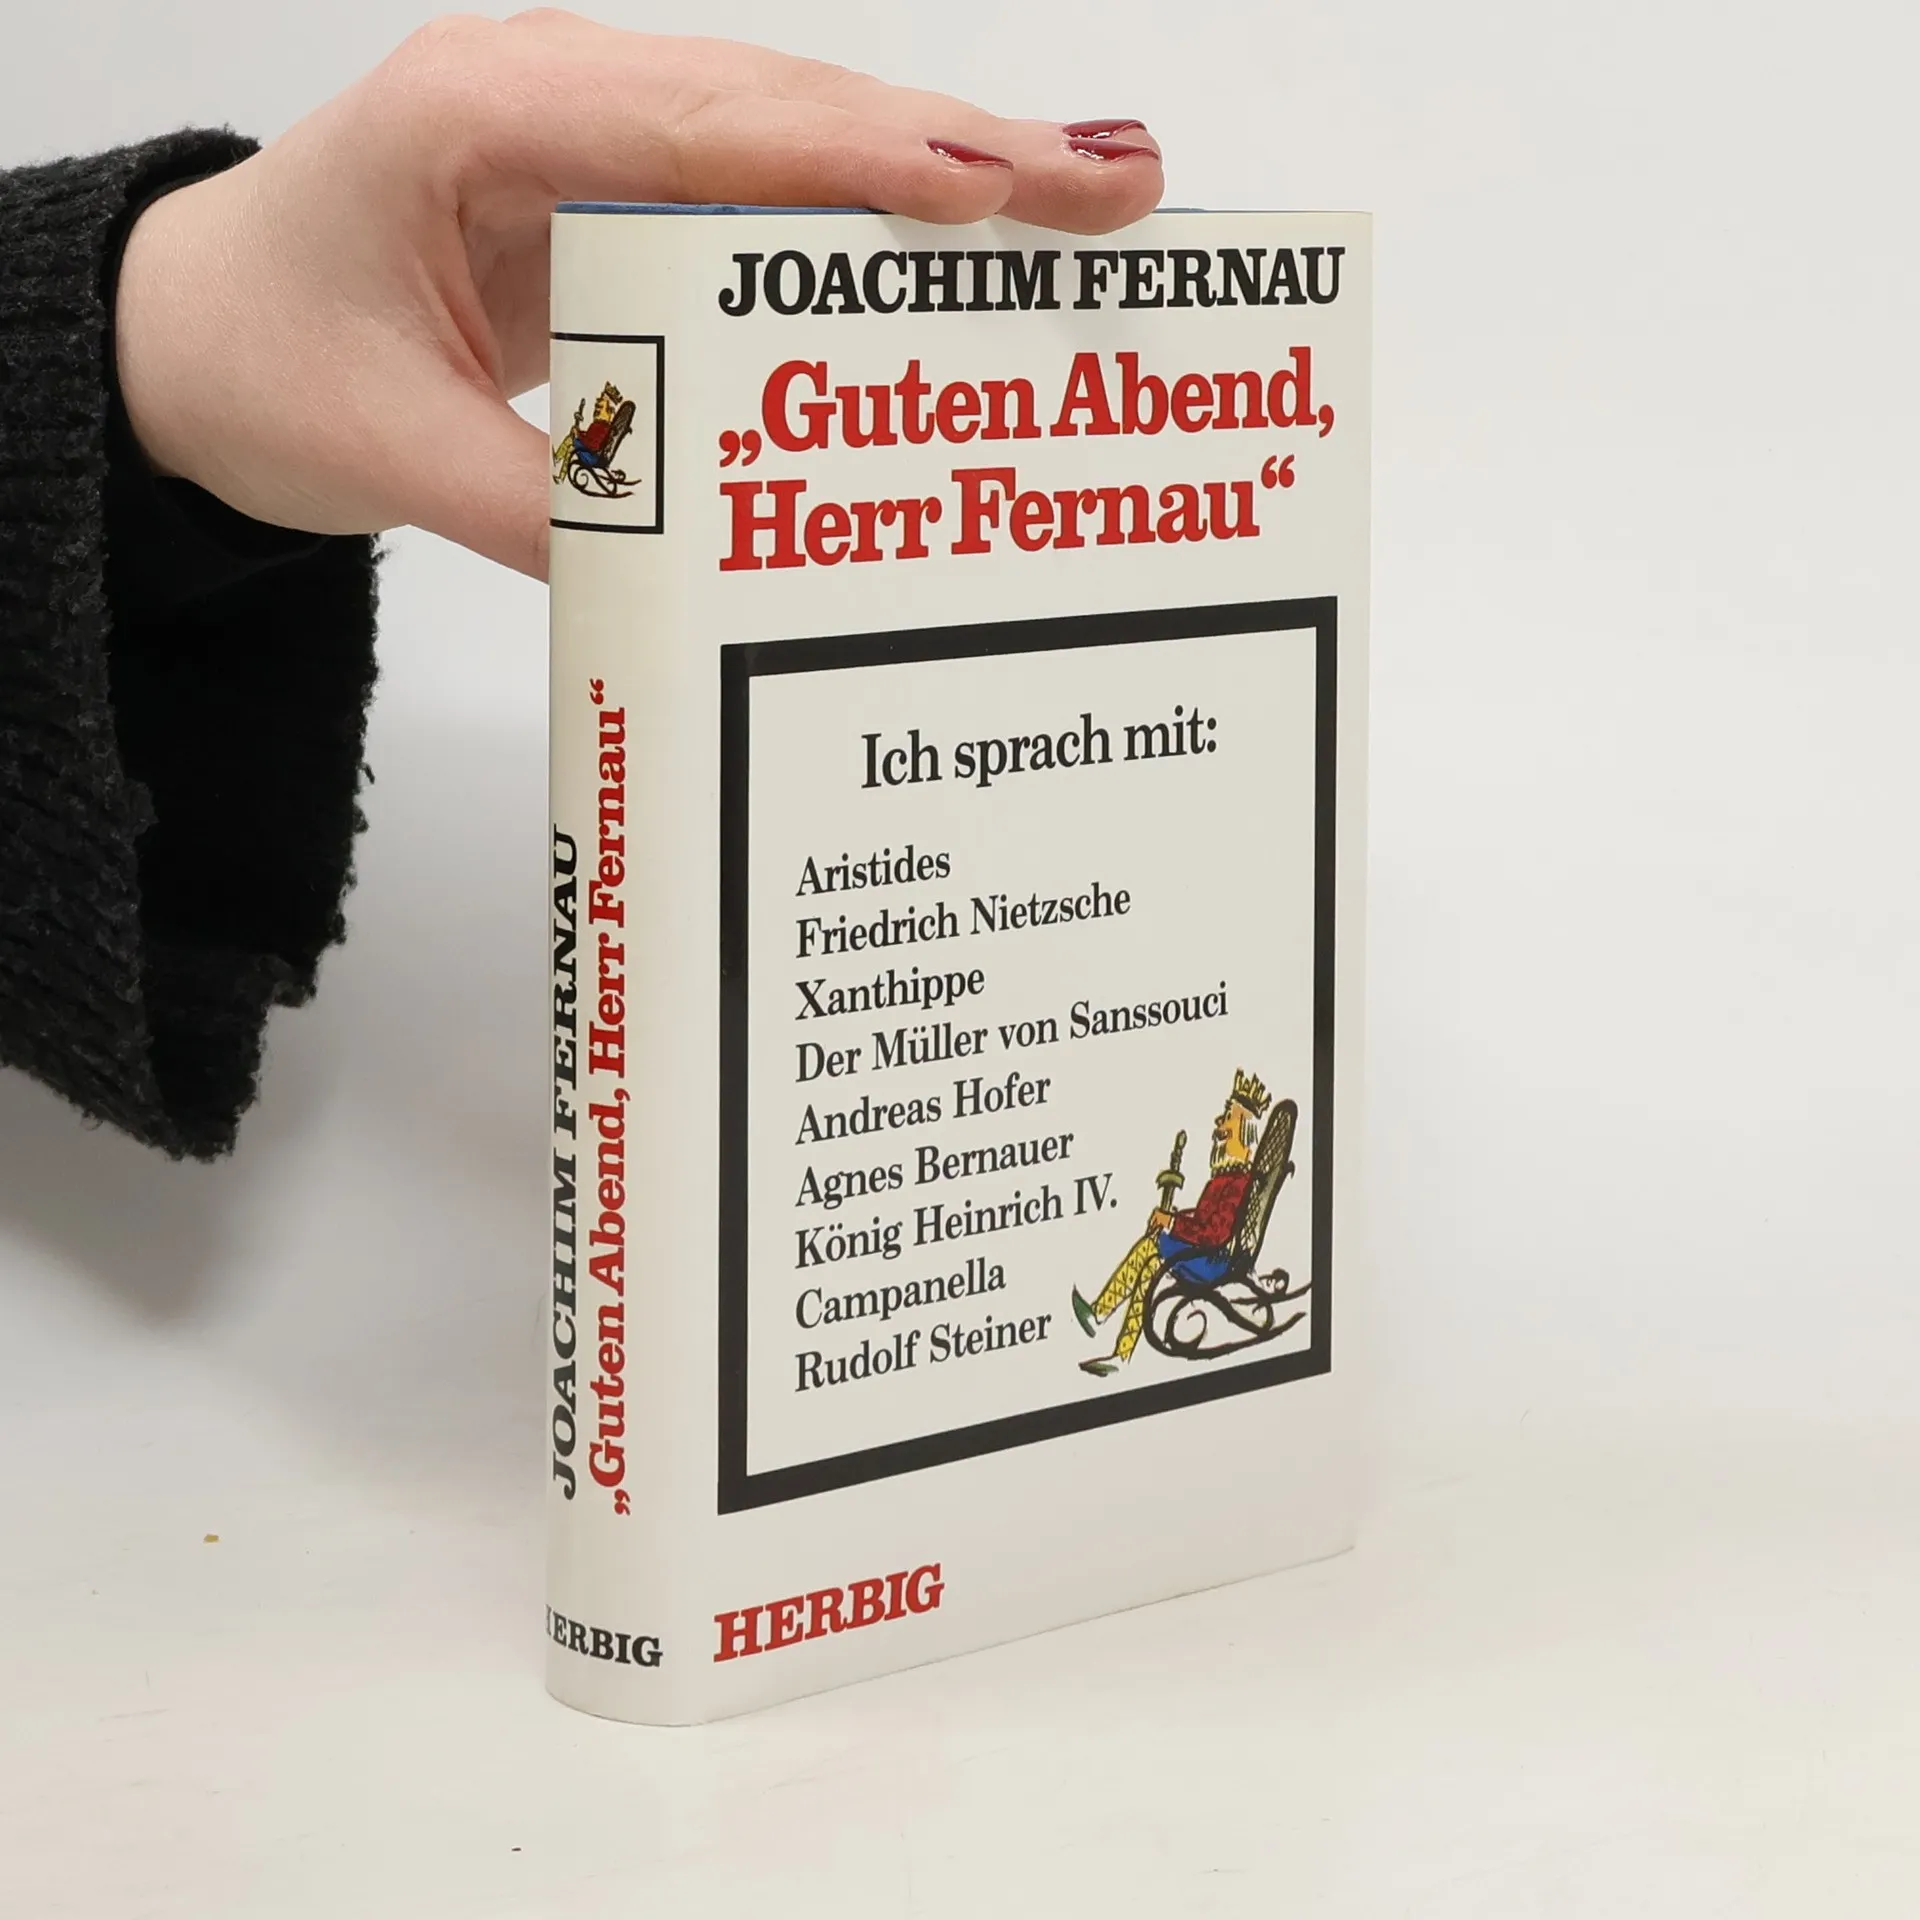 JOACHIM FERNAU
„Guten Abend,
Herr Fernau“
Ich sprach mit:
Aristides
Friedrich Nietzsche
Xanthippe
Der Müller von Sanssouci
Andreas Hofer
Agnes Bernauer
König Heinrich IV.
Campanella
Rudolf Steiner
HERBIG
JOACHIM FERNAU
„Guten Abend, Herr Fernau“
HERBIG